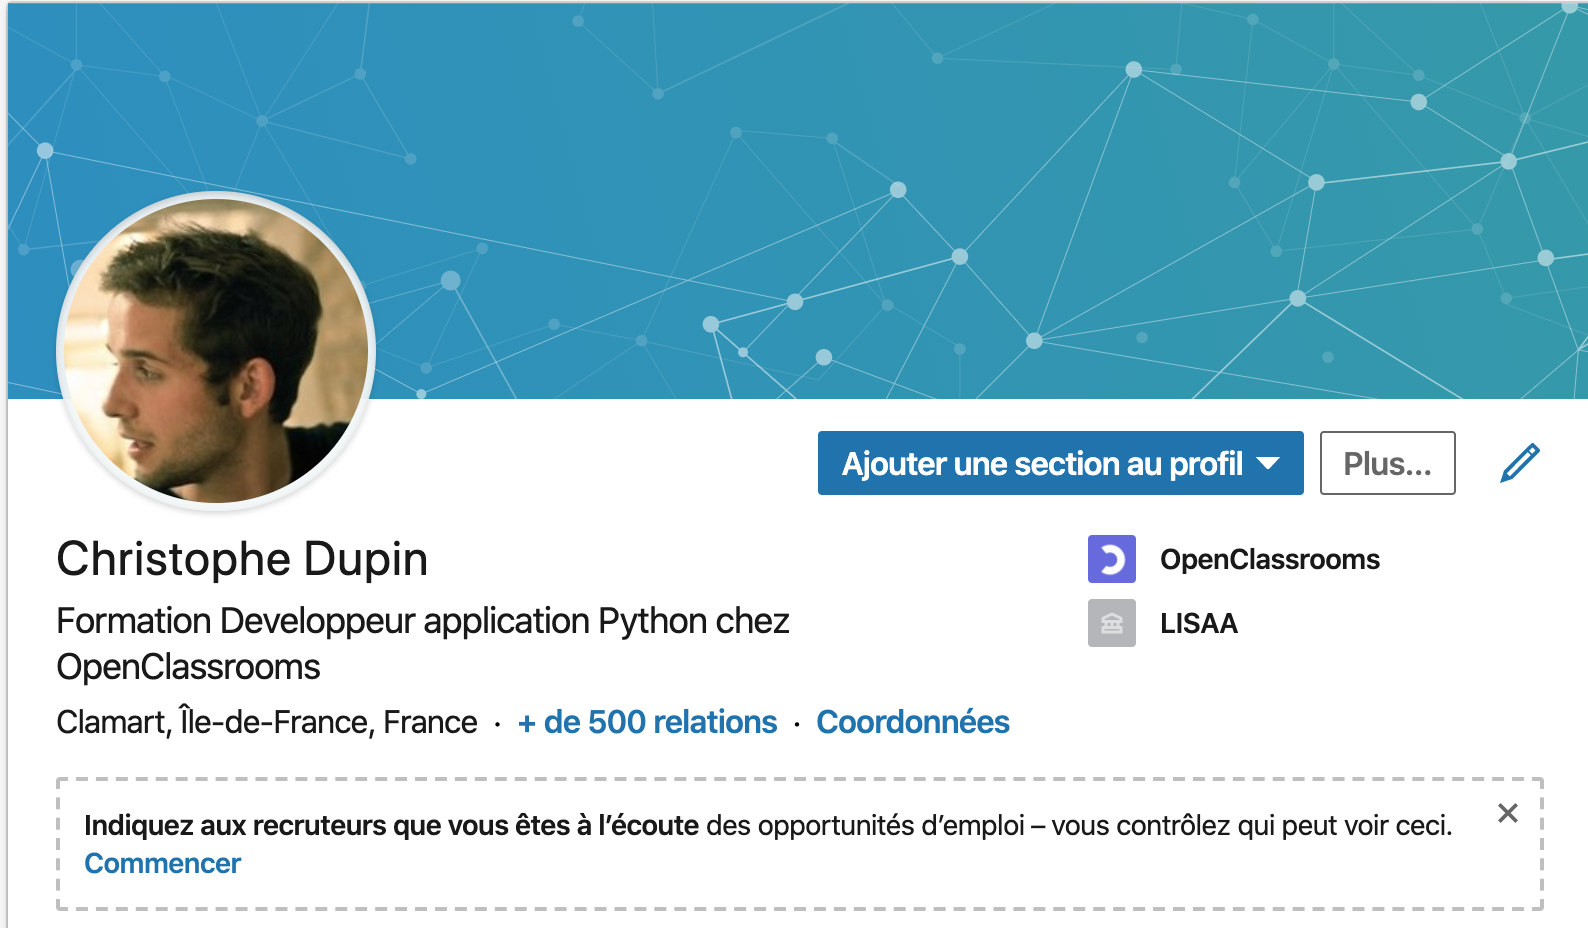 Ajouter une section au profil
Plus...
Christophe Dupin
OpenClassrooms
Formation Developpeur application Python chez
OpenClassrooms
LISAA
Clamart, Île-de-France, France · + de 500 relations · Coordonnées
Indiquez aux recruteurs que vous êtes à l’écoute des opportunités d’emploi – vous contrôlez qui peut voir ceci.
Commencer